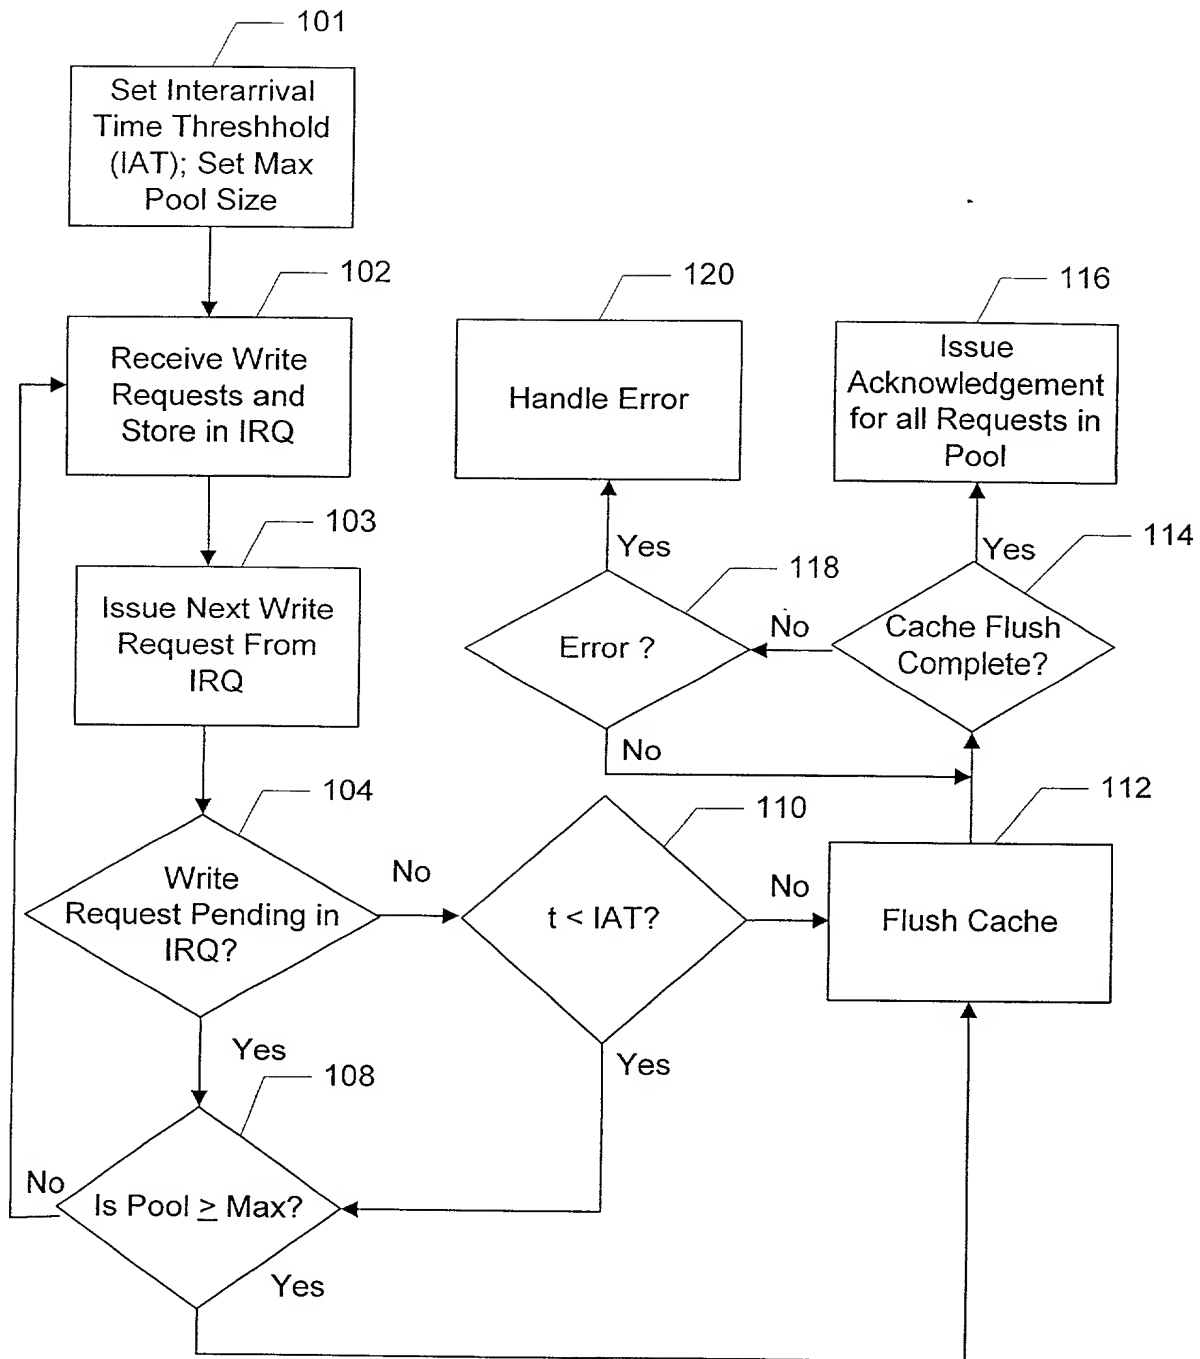 101
Set Interarrival
Time Threshhold
(IAT); Set Max
Pool Size
102
Receive Write
Requests and
Store in IRQ
103
Issue Next Write
Request From
IRQ
104
Write
Request Pending in
IRQ?
Yes
No
108
Is Pool ≥ Max?
No
Yes
110
t < IAT?
No
Yes
112
Flush Cache
114
Cache Flush
Complete?
Yes
No
116
Issue
Acknowledgement
for all Requests in
Pool
118
Error ?
Yes
No
120
Handle Error